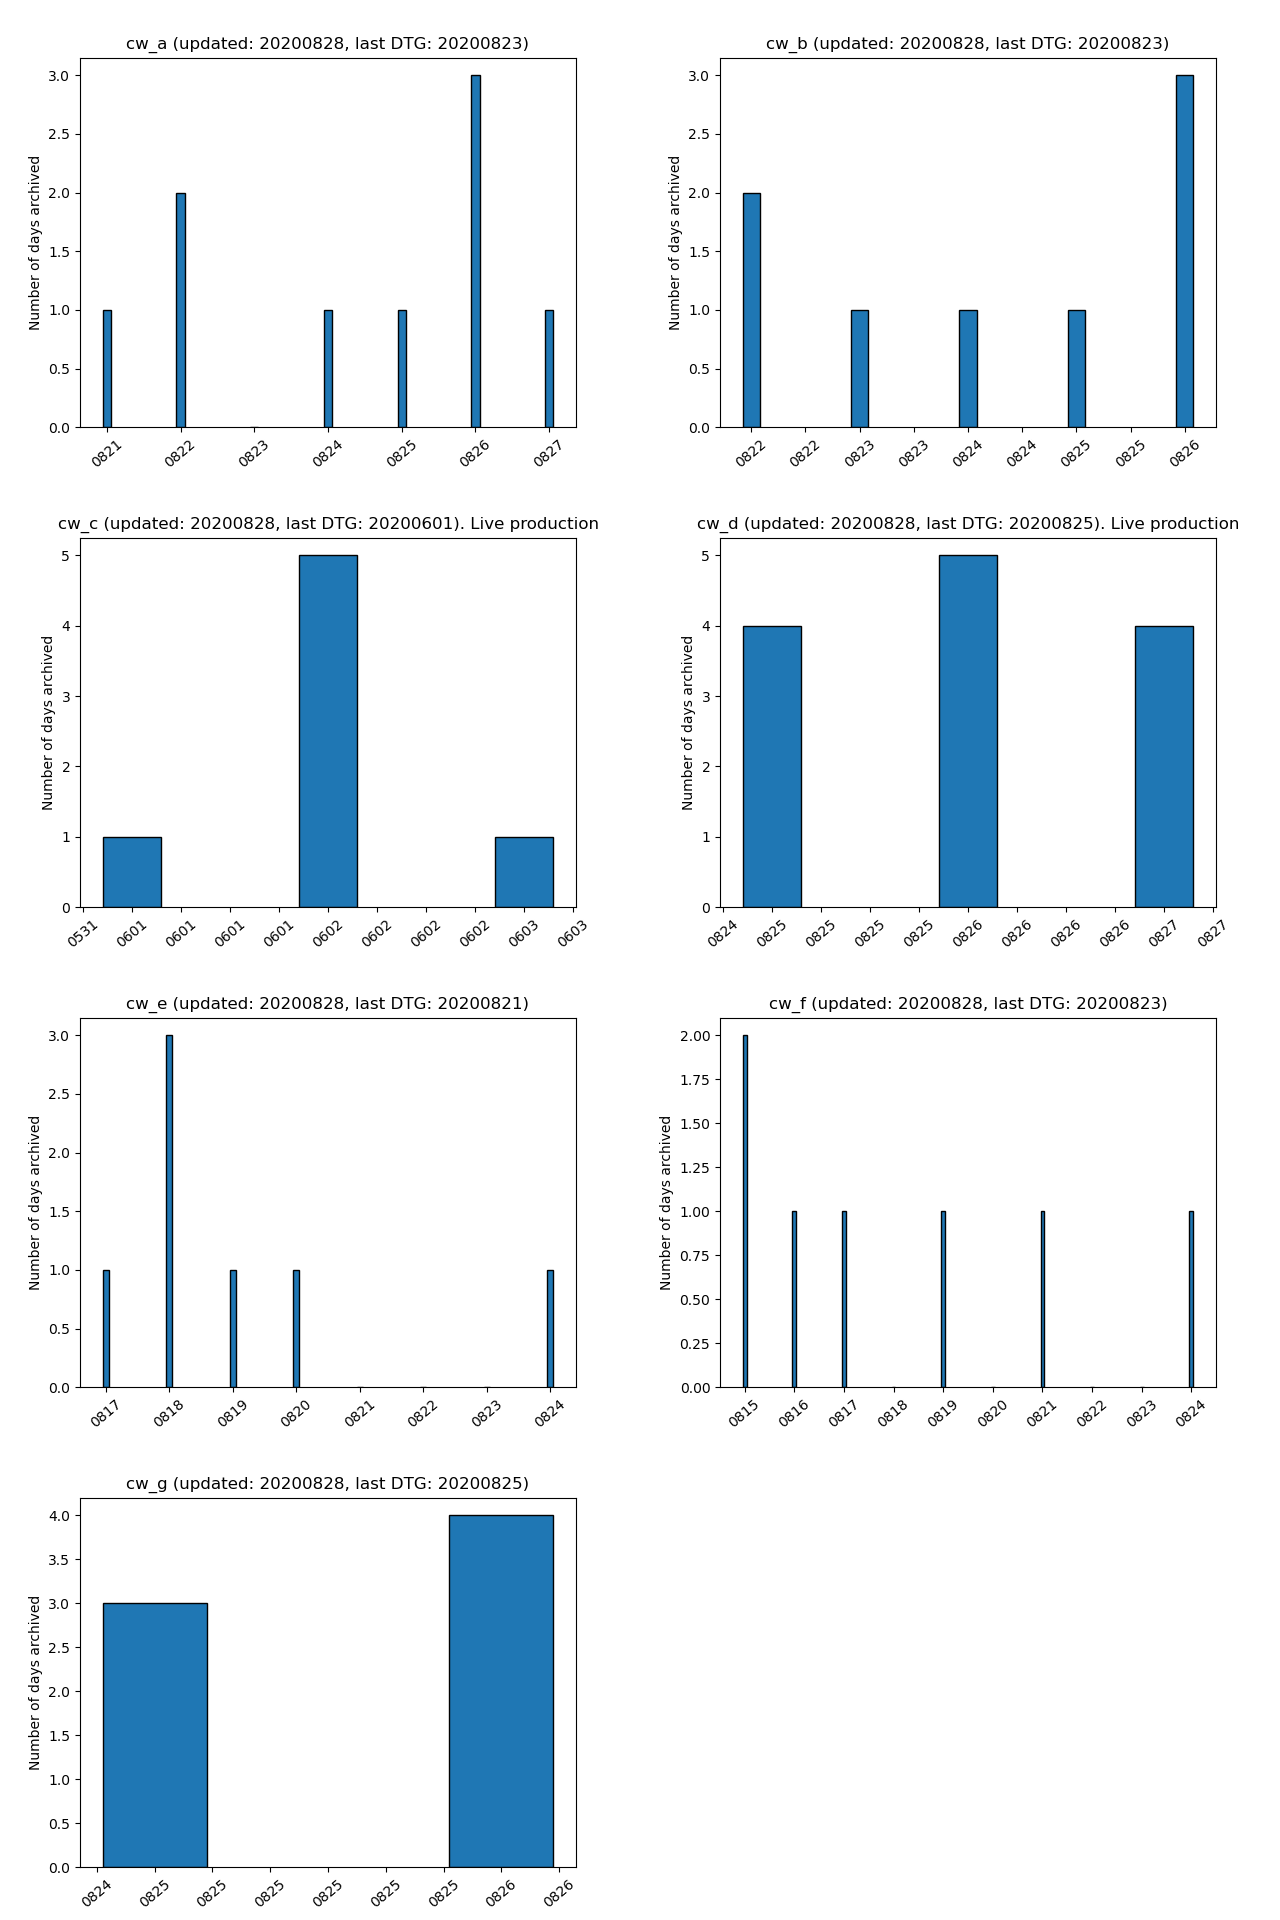 cw_a (updated: 20200828, last DTG: 20200823)
Number of days archived
3.0
2.5
2.0
1.5
1.0
0.5
0.0
0821 0822 0823 0824 0825 0826 0827
cw_b (updated: 20200828, last DTG: 20200823)
Number of days archived
3.0
2.5
2.0
1.5
1.0
0.5
0.0
0822 0822 0823 0823 0824 0824 0825 0825 0826
cw_c (updated: 20200828, last DTG: 20200601). Live production
Number of days archived
5
4
3
2
1
0
0531 0601 0601 0601 0601 0602 0602 0602 0602 0603 0603
cw_d (updated: 20200828, last DTG: 20200825). Live production
Number of days archived
5
4
3
2
1
0
0824 0825 0825 0825 0825 0826 0826 0826 0826 0827 0827
cw_e (updated: 20200828, last DTG: 20200821)
Number of days archived
3.0
2.5
2.0
1.5
1.0
0.5
0.0
0817 0818 0819 0820 0821 0822 0823 0824
cw_f (updated: 20200828, last DTG: 20200823)
Number of days archived
2.00
1.75
1.50
1.25
1.00
0.75
0.50
0.25
0.00
0815 0816 0817 0818 0819 0820 0821 0822 0823 0824
cw_g (updated: 20200828, last DTG: 20200825)
Number of days archived
4.0
3.5
3.0
2.5
2.0
1.5
1.0
0.5
0.0
0824 0825 0825 0825 0825 0825 0825 0826 0826